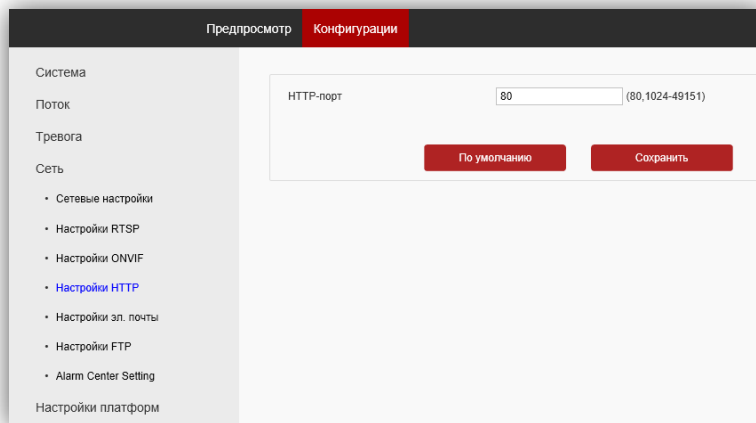 Предпросмотр Конфигурации
Система
Поток
Тревога
Сеть
• Сетевые настройки
• Настройки RTSP
• Настройки ONVIF
• Настройки HTTP
• Настройки эл. почты
• Настройки FTP
• Alarm Center Setting
Настройки платформ
HTTP-порт 80 (80,1024-49151)
По умолчанию Сохранить